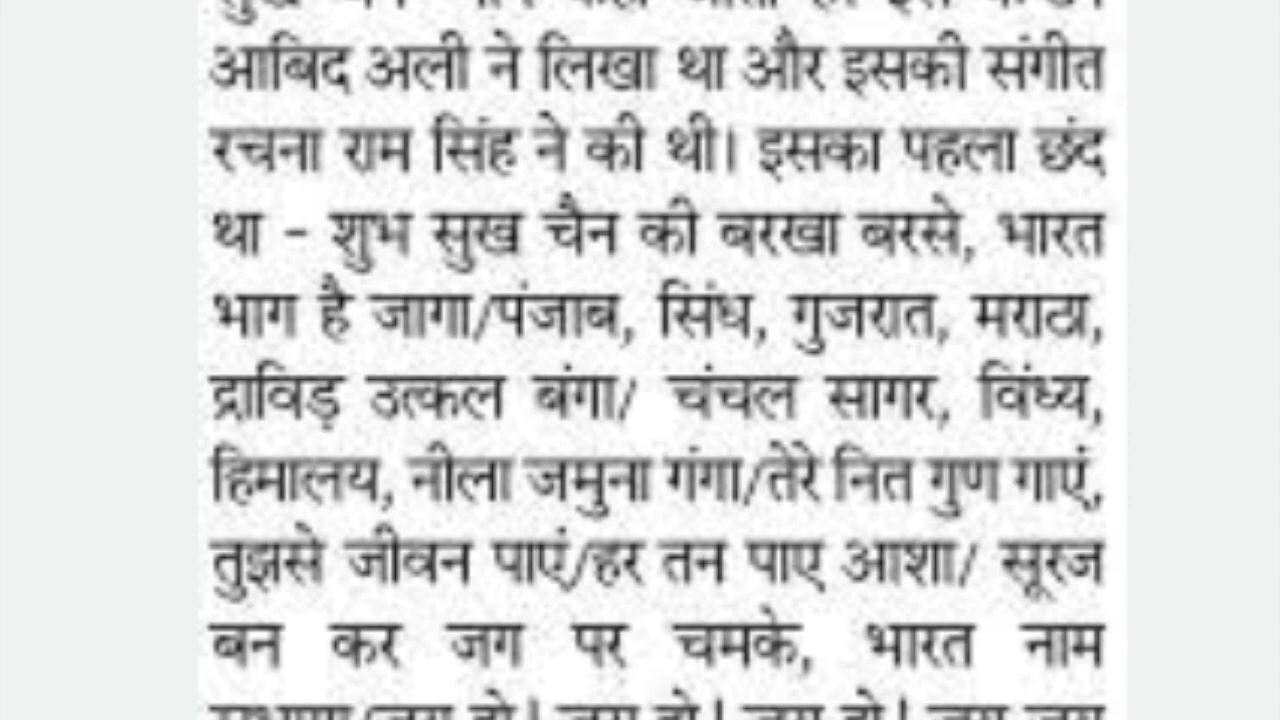 आबिद अली ने लिखा था और इसकी संगीत
रचना राम सिंह ने की थी। इसका पहला छंद
था - शुभ सुख चैन की बरखा बरसे, भारत
भाग है जागा/पंजाब, सिंध, गुजरात, मराठा,
द्राविड़ उत्कल बंगा/ चंचल सागर, विंध्य,
हिमालय, नीला जमुना गंगा/तेरे नित गुण गाएं,
तुझसे जीवन पाएं/हर तन पाए आशा/ सूरज
बन कर जग पर चमके, भारत नाम